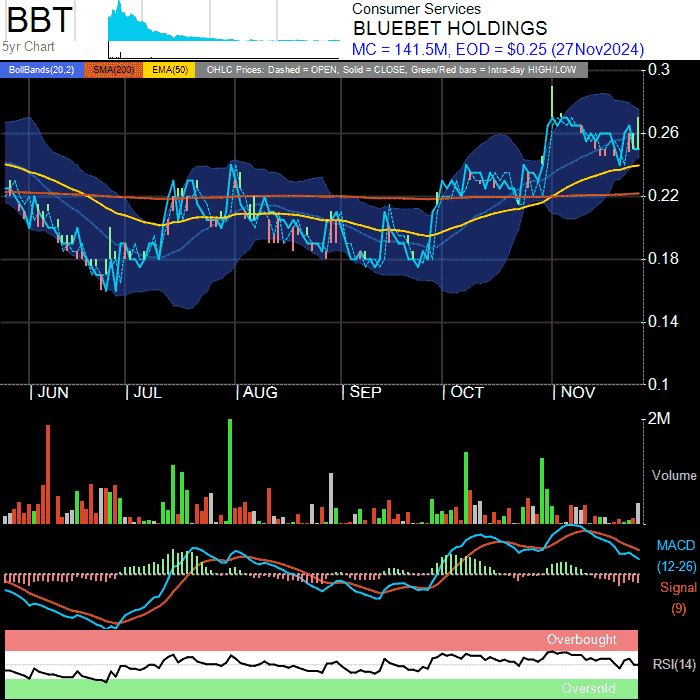 BBT
5yr Chart
Consumer Services
BLUEBET HOLDINGS
MC = 141.5M, EOD = $0.25 (27Nov2024)
BollBands(20,2) SMA(200) EMA(50) OHLC Prices: Dashed = OPEN, Solid = CLOSE, Green/Red bars = Intra-day HIGH/LOW
0.3
0.26
0.22
0.18
0.14
0.1
JUN JUL AUG SEP OCT NOV
2M
Volume
MACD
(12-26)
Signal
(9)
Overbought
RSI(14)
Oversold